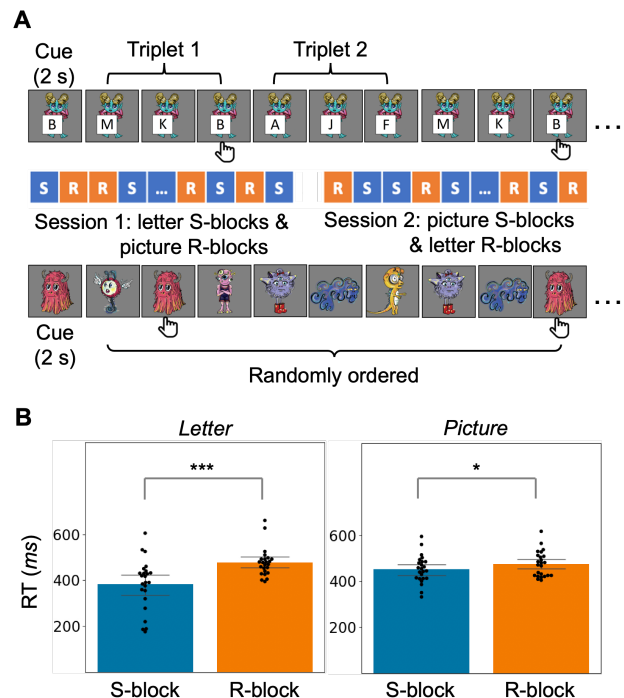 A
Cue
(2 s)
Triplet 1
Triplet 2
B M K B A J F M K B ...
S R R S ... R S R S
R S S R S ... R S R
Session 1: letter S-blocks &
picture R-blocks
Session 2: picture S-blocks
& letter R-blocks
...
Cue
(2 s)
Randomly ordered
B
Letter
Picture
***
*
RT (ms)
600
400
200
600
400
200
S-block
R-block
S-block
R-block